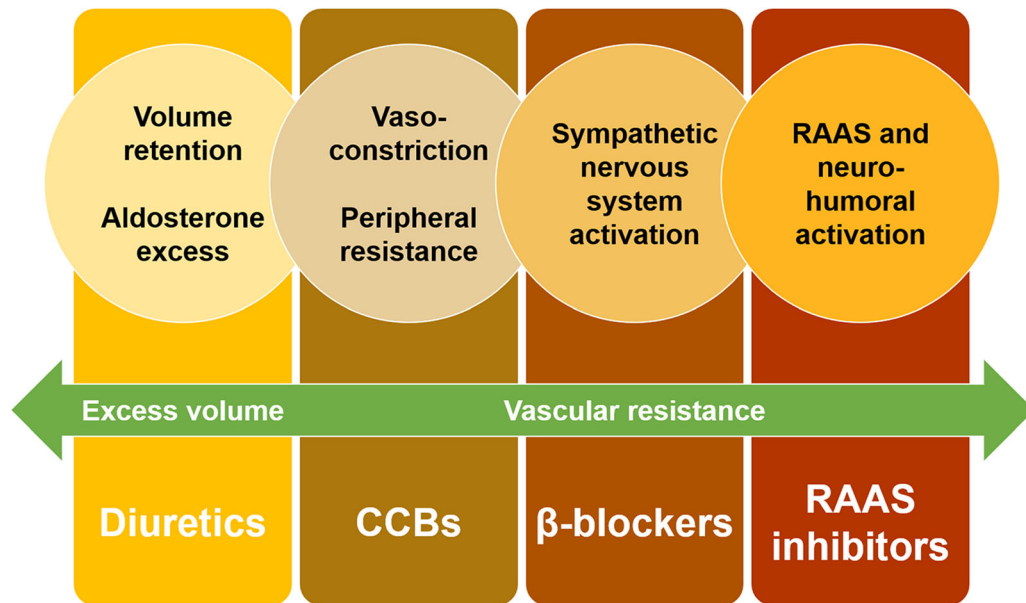 Volume
retention
Aldosterone
excess
Vaso-
constriction
Peripheral
resistance
Sympathetic
nervous
system
activation
RAAS and
neuro-
humoral
activation
Excess volume
Vascular resistance
Diuretics
CCBs
β-blockers
RAAS
inhibitors